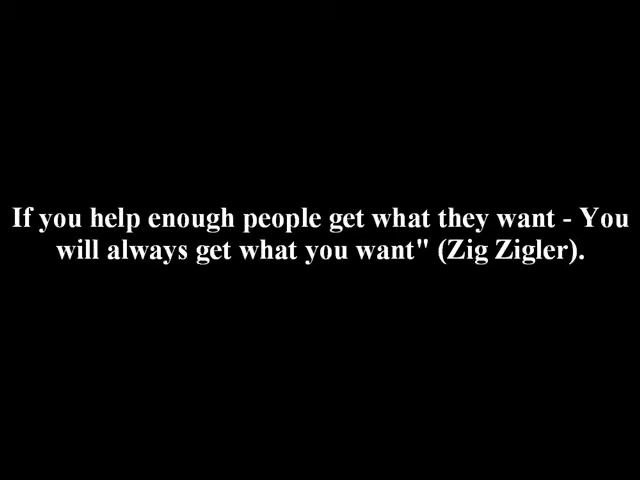 If you help enough people get what they want - You
will always get what you want" (Zig Zigler).